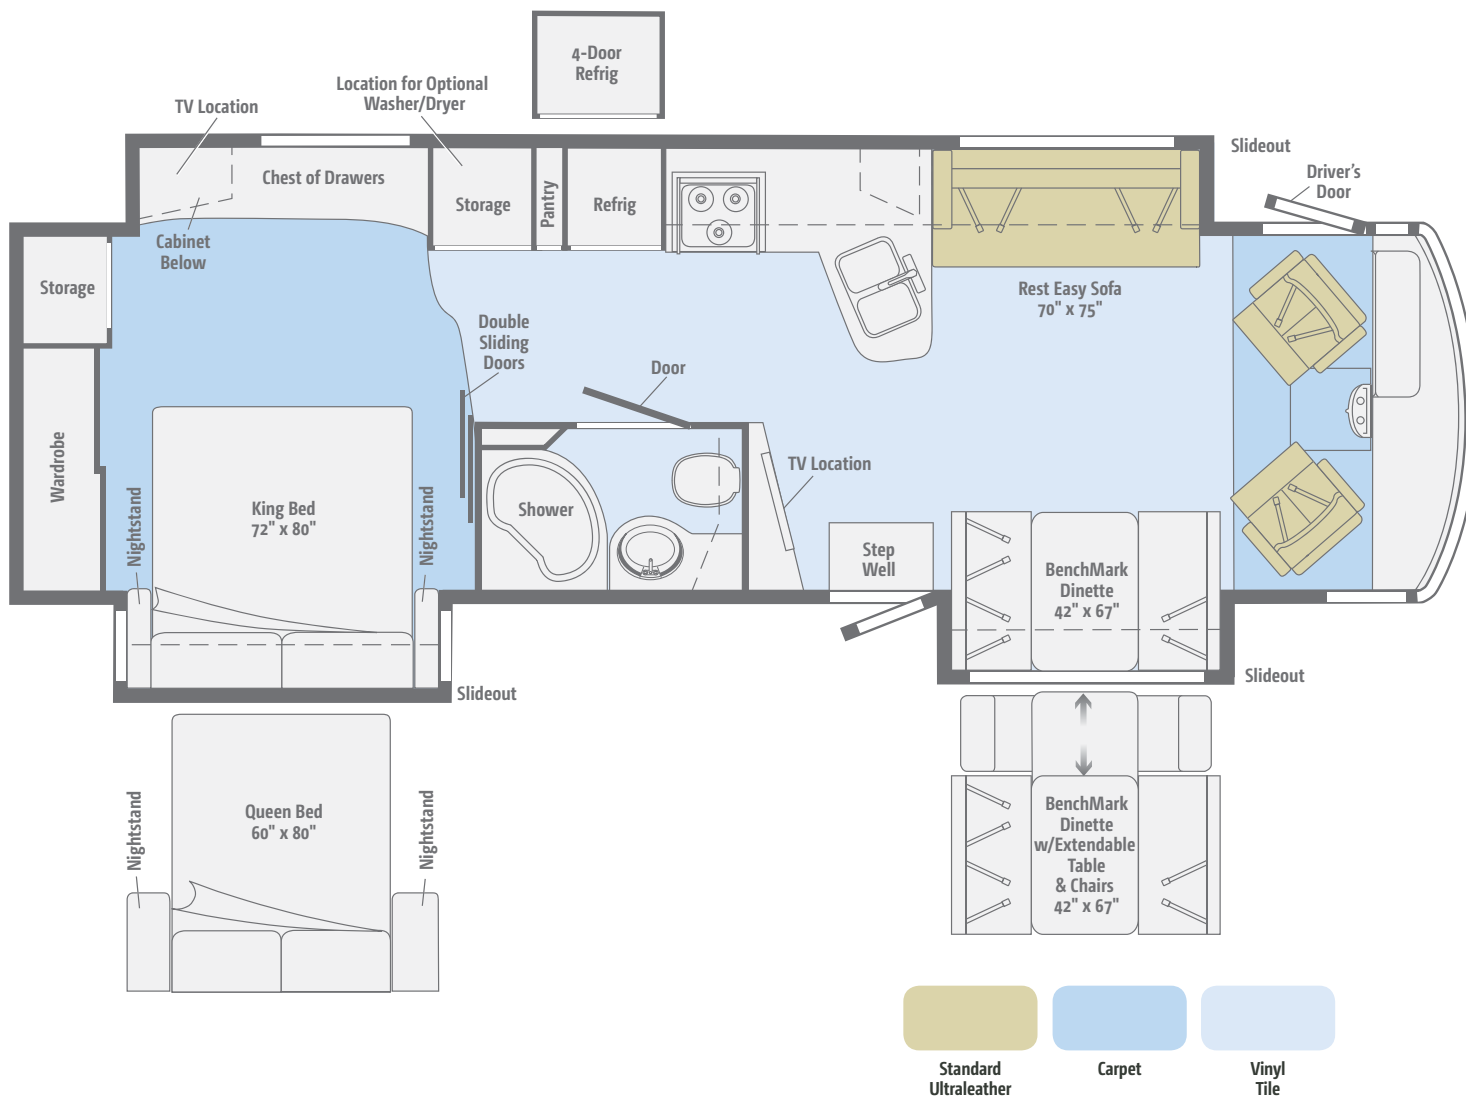 4-Door
Refrig
Location for Optional
Washer/Dryer
TV Location
Slideout
Driver's
Door
Chest of Drawers
Storage
Pantry
Refrig
Cabinet
Below
Storage
Rest Easy Sofa
70" x 75"
Double
Sliding
Doors
Door
Wardrobe
TV Location
Nightstand
King Bed
72" x 80"
Nightstand
Shower
Step
Well
BenchMark
Dinette
42" x 67"
Slideout
Slideout
Nightstand
Queen Bed
60" x 80"
Nightstand
BenchMark
Dinette
w/Extendable
Table
& Chairs
42" x 67"
Standard
Ultraleather
Carpet
Vinyl
Tile